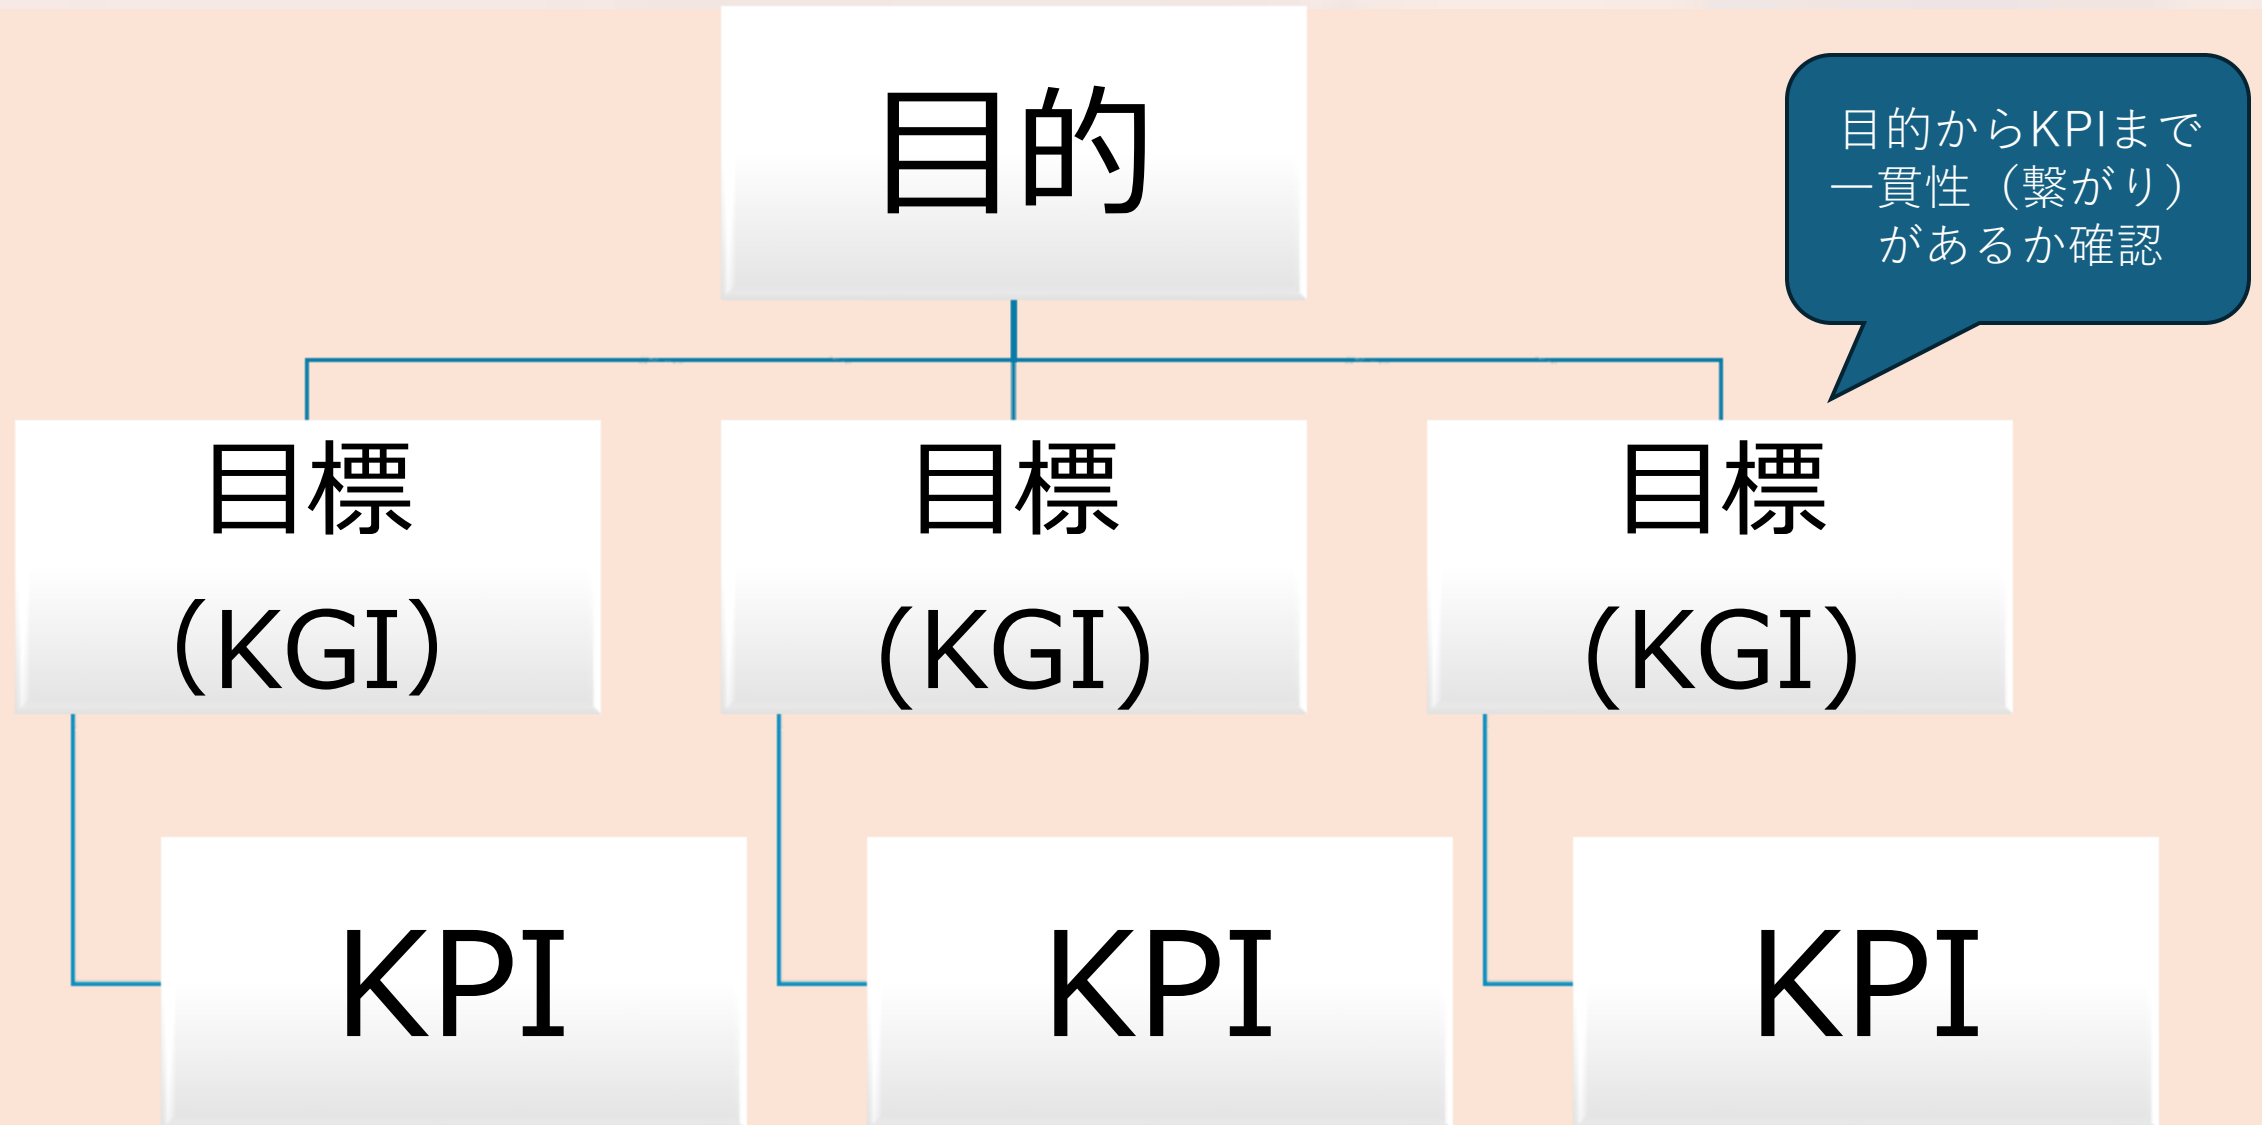 目的
目的からKPIまで
一貫性（繋がり）
があるか確認
目標
（KGI）
目標
(KGI)
目標
(KGI)
KPI
KPI
KPI